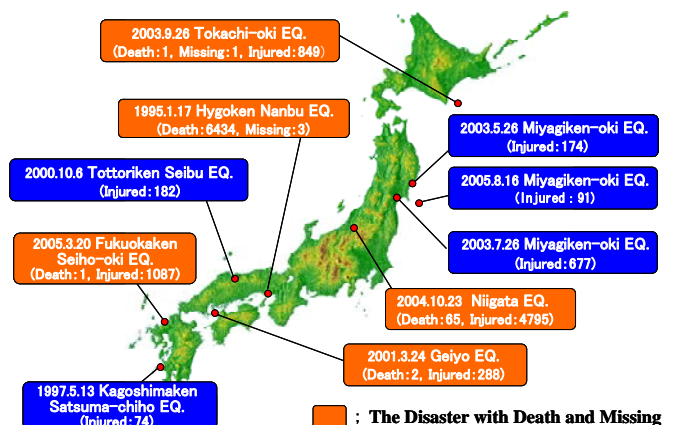 2003.9.26 Tokachi-oki EQ.
(Death:1, Missing:1, Injured:849)
1995.1.17 Hygoken Nanbu EQ.
(Death:6434, Missing:3)
2003.5.26 Miyagiken-oki EQ.
(Injured:174)
2000.10.6 Tottoriken Seibu EQ.
(Injured:182)
2005.8.16 Miyagiken-oki EQ.
(Injured: 91)
2005.3.20 Fukuokaken
Seiho-oki EQ.
(Death:1, Injured:1087)
2003.7.26 Miyagiken-oki EQ.
(Injured:677)
2004.10.23 Niigata EQ.
(Death:65, Injured:4795)
2001.3.24 Geiyo EQ.
(Death:2, Injured:288)
1997.5.13 Kagoshimaken
Satsuma-chiho EQ.
(Injured:74)
; The Disaster with Death and Missing